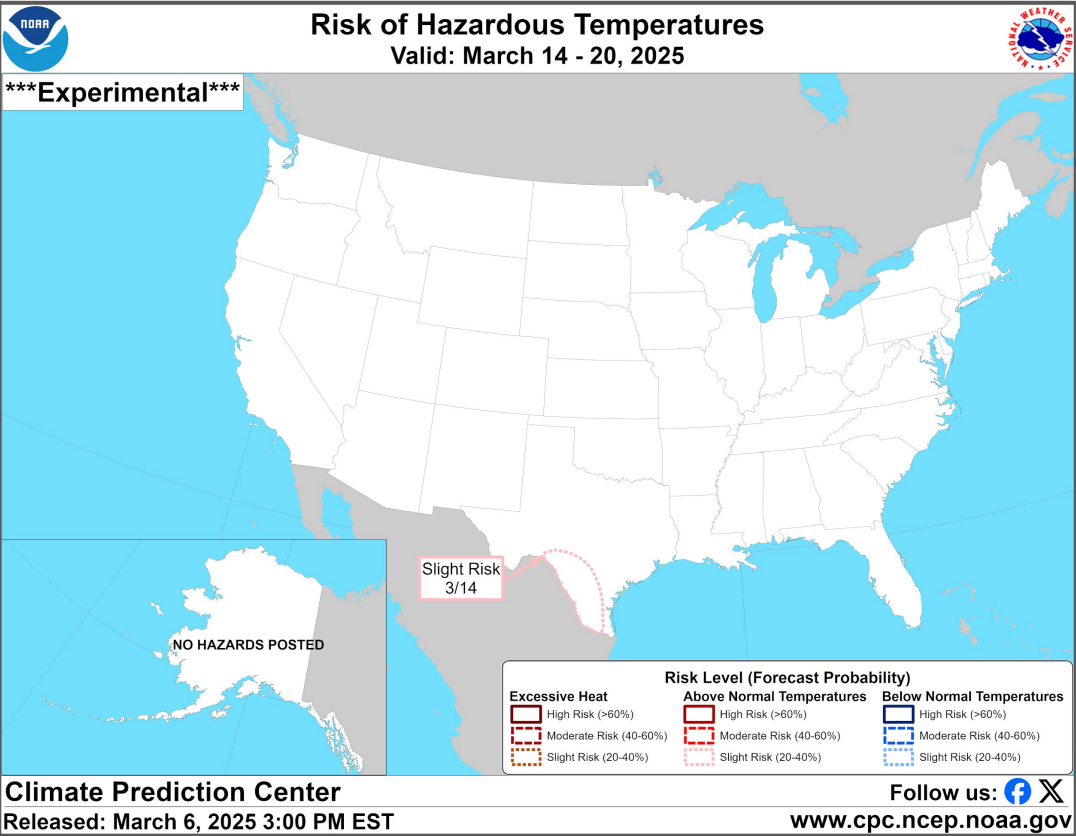 NOAA
Risk of Hazardous Temperatures
Valid: March 14 - 20, 2025
NATIONAL WEATHER SERVICE
***Experimental***
Slight Risk
3/14
NO HAZARDS POSTED
Risk Level (Forecast Probability)
Excessive Heat
High Risk (>60%)
Moderate Risk (40-60%)
Slight Risk (20-40%)
Above Normal Temperatures
High Risk (>60%)
Moderate Risk (40-60%)
Slight Risk (20-40%)
Below Normal Temperatures
High Risk (>60%)
Moderate Risk (40-60%)
Slight Risk (20-40%)
Climate Prediction Center
Follow us:
Released: March 6, 2025 3:00 PM EST
www.cpc.ncep.noaa.gov